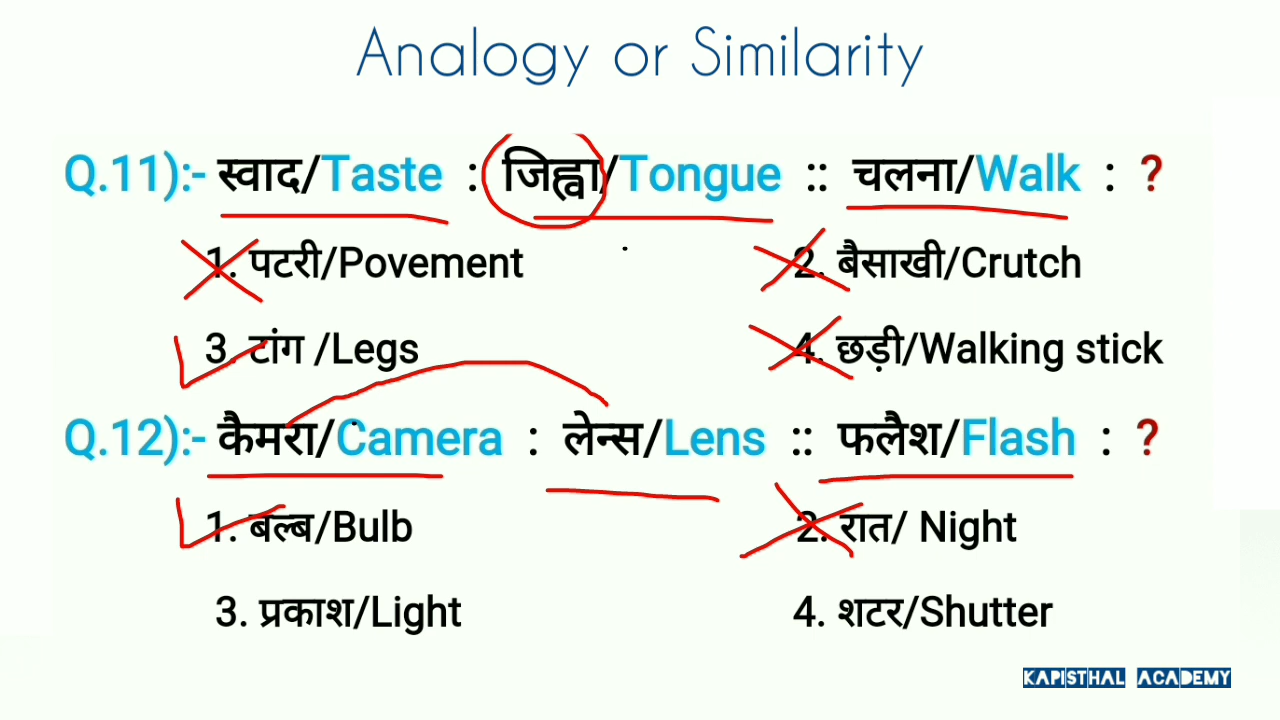 Analogy or Similarity
Q.11):- स्वाद/Taste : जिह्वा/Tongue :: चलना/Walk : ?
1. पटरी/Povement 2. बैसाखी/Crutch
3. टांग /Legs 4. छड़ी/Walking stick
Q.12):- कैमरा/Camera : लेन्स/Lens :: फलैश/Flash : ?
1. बल्ब/Bulb 2. रात/ Night
3. प्रकाश/Light 4. शटर/Shutter
KAPISTHAL ACADEMY